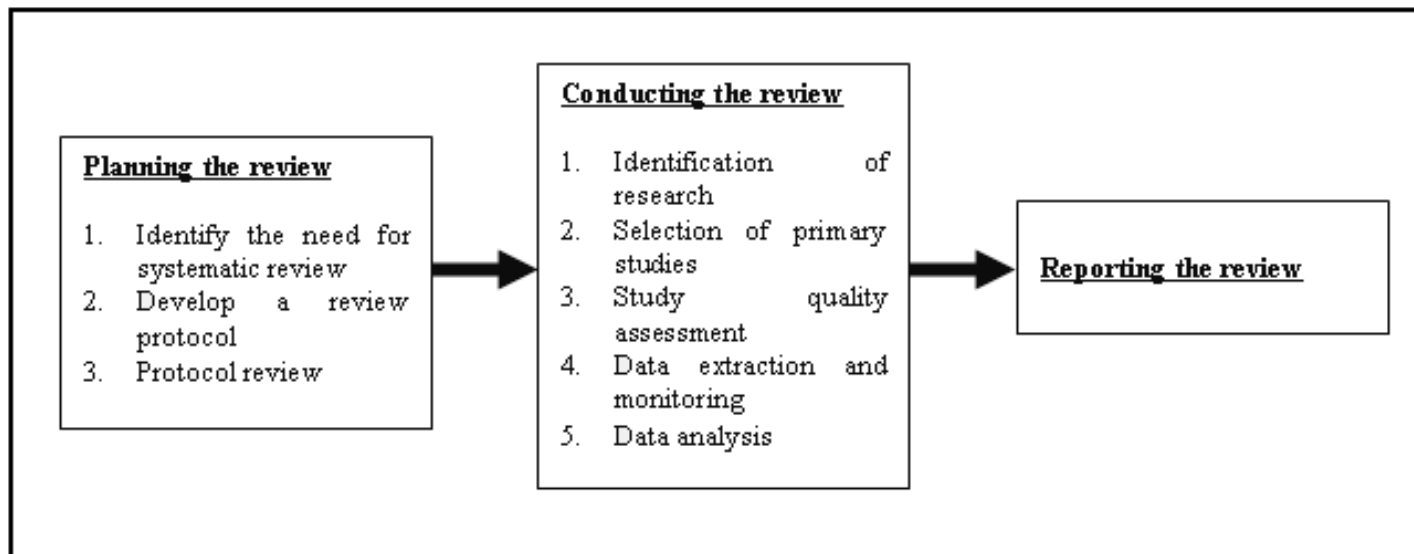 Planning the review
1. Identify the need for
systematic review
2. Develop a review
protocol
3. Protocol review
Conducting the review
1. Identification of
research
2. Selection of primary
studies
3. Study quality
assessment
4. Data extraction and
monitoring
5. Data analysis
Reporting the review